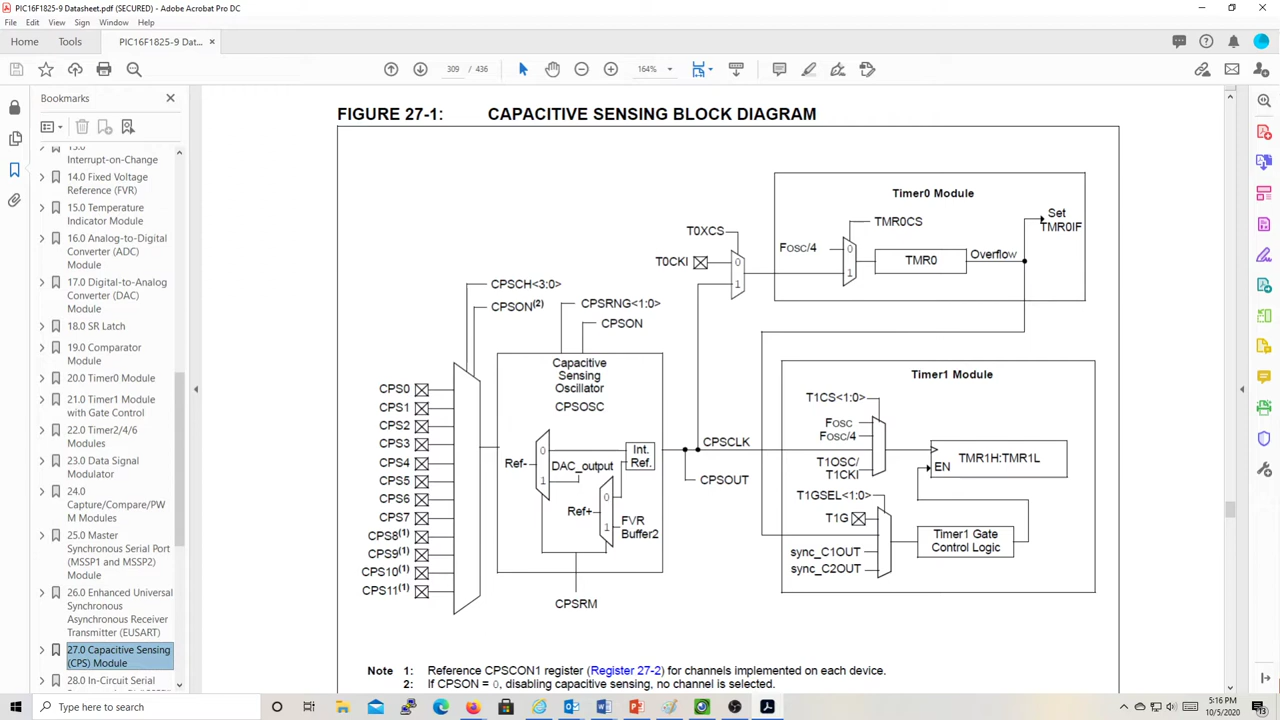 PIC16F1825-9 Datasheet.pdf (SECURED) - Adobe Acrobat Pro DC
File Edit View Sign Window Help
Home Tools PIC16F1825-9 Dat... ×
309 / 436 164%
Bookmarks
Interrupt-on-Change
14.0 Fixed Voltage
Reference (FVR)
15.0 Temperature
Indicator Module
16.0 Analog-to-Digital
Converter (ADC)
Module
17.0 Digital-to-Analog
Converter (DAC)
Module
18.0 SR Latch
19.0 Comparator
Module
20.0 Timer0 Module
21.0 Timer1 Module
with Gate Control
22.0 Timer2/4/6
Modules
23.0 Data Signal
Modulator
24.0
Capture/Compare/PW
M Modules
25.0 Master
Synchronous Serial Port
(MSSP1 and MSSP2)
Module
26.0 Enhanced Universal
Synchronous
Asynchronous Receiver
Transmitter (EUSART)
27.0 Capacitive Sensing
(CPS) Module
28.0 In-Circuit Serial
FIGURE 27-1: CAPACITIVE SENSING BLOCK DIAGRAM
Timer0 Module
TMR0CS
Set
TMR0IF
T0XCS
FOSC/4
0
1
TMR0
Overflow
T0CKI
0
1
CPSCH<3:0>
CPSON(2)
CPSRNG<1:0>
CPSON
Capacitive
Sensing
Oscillator
CPSOSC
CPS0
CPS1
CPS2
CPS3
CPS4
CPS5
CPS6
CPS7
CPS8(1)
CPS9(1)
CPS10(1)
CPS11(1)
Ref-
0
1
DAC_output
Int.
Ref.
Ref+
0
1
FVR
Buffer2
CPSRM
CPSCLK
CPSOUT
Timer1 Module
T1CS<1:0>
FOSC
FOSC/4
T1OSC/
T1CKI
TMR1H:TMR1L
EN
T1GSEL<1:0>
T1G
sync_C1OUT
sync_C2OUT
Timer1 Gate
Control Logic
Note 1: Reference CPSCON1 register (Register 27-2) for channels implemented on each device.
2: If CPSON = 0, disabling capacitive sensing, no channel is selected.
Type here to search
5:16 PM
10/5/2020